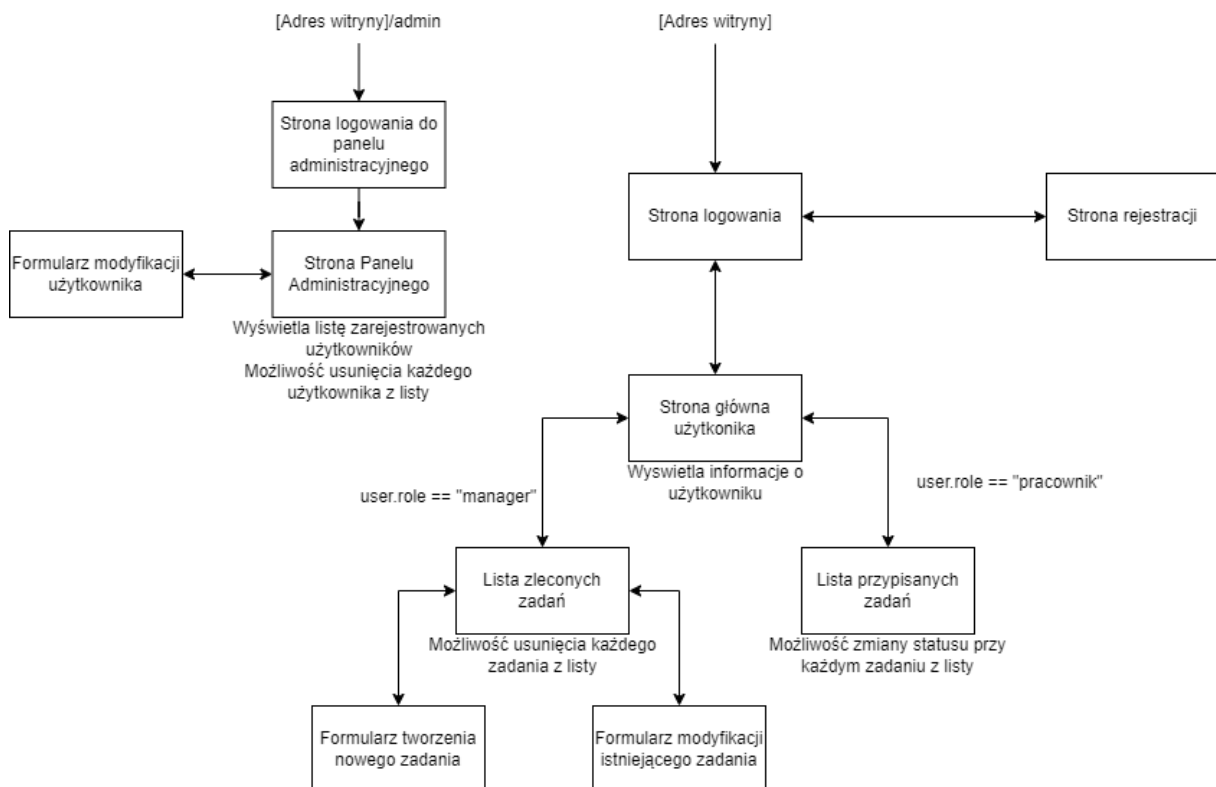 [Adres witryny]/admin
[Adres witryny]
Strona logowania do
panelu
administracyjnego
Strona logowania
Strona rejestracji
Formularz modyfikacji
użytkownika
Strona Panelu
Administracyjnego
Wyświetla listę zarejestrowanych
użytkowników
Możliwość usunięcia każdego
użytkownika z listy
Strona główna
użytkonika
Wyswietla informacje o
użytkowniku
user.role == "manager"
user.role == "pracownik"
Lista zleconych
zadań
Możliwość usunięcia każdego
zadania z listy
Lista przypisanych
zadań
Możliwość zmiany statusu przy
każdym zadaniu z listy
Formularz tworzenia
nowego zadania
Formularz modyfikacji
istniejącego zadania